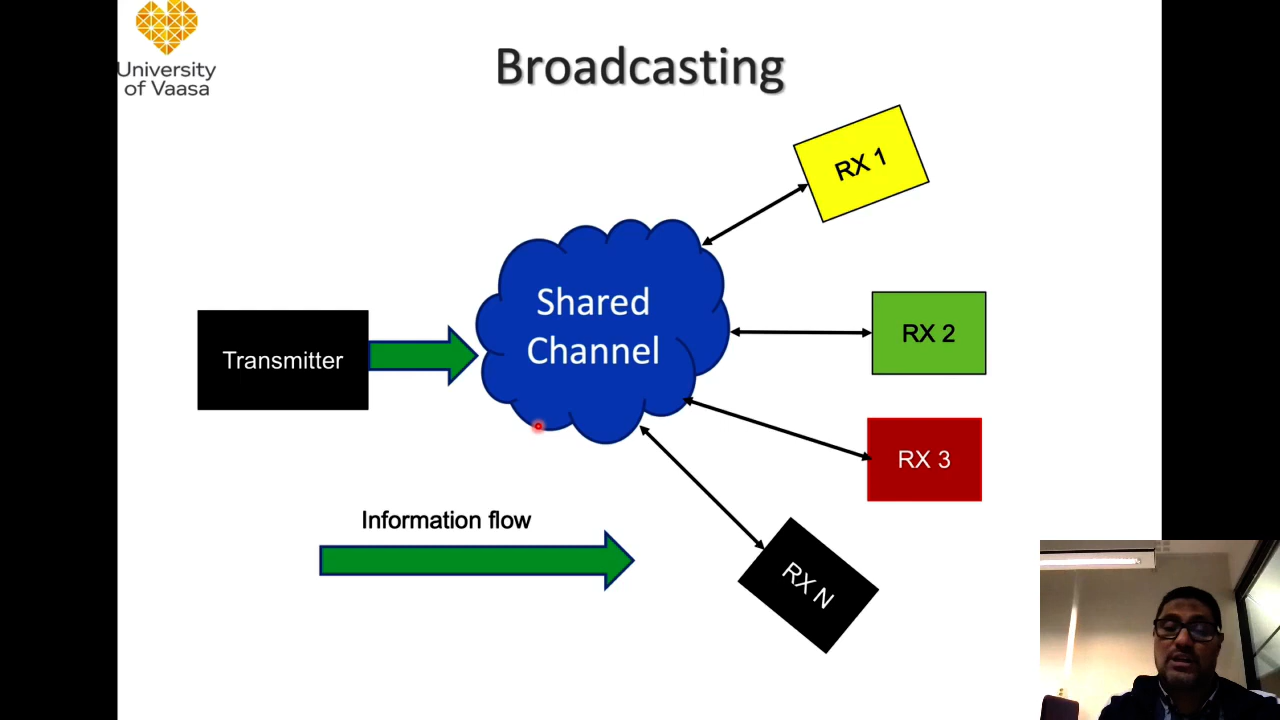 University
of Vaasa
Broadcasting
RX 1
Shared
Channel
Transmitter
RX 2
RX 3
Information flow
RX N